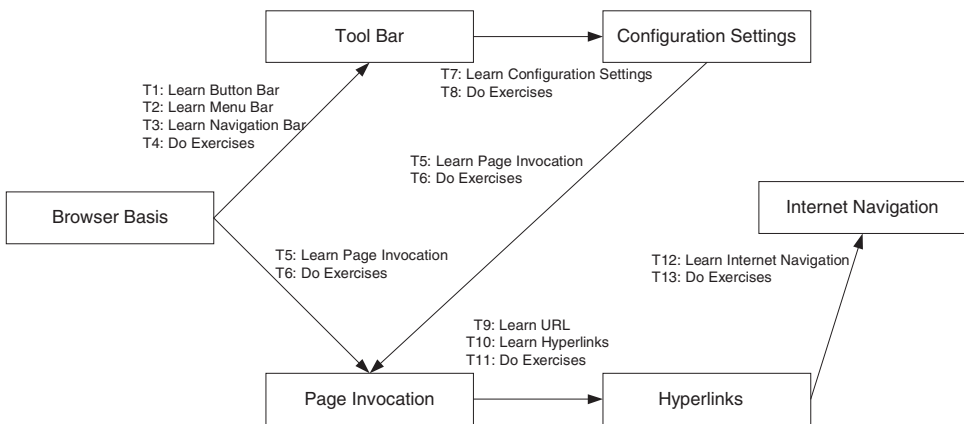 Tool Bar
Configuration Settings
T7: Learn Configuration Settings
T8: Do Exercises
T1: Learn Button Bar
T2: Learn Menu Bar
T3: Learn Navigation Bar
T4: Do Exercises
T5: Learn Page Invocation
T6: Do Exercises
Browser Basis
Internet Navigation
T5: Learn Page Invocation
T6: Do Exercises
T12: Learn Internet Navigation
T13: Do Exercises
T9: Learn URL
T10: Learn Hyperlinks
T11: Do Exercises
Page Invocation
Hyperlinks